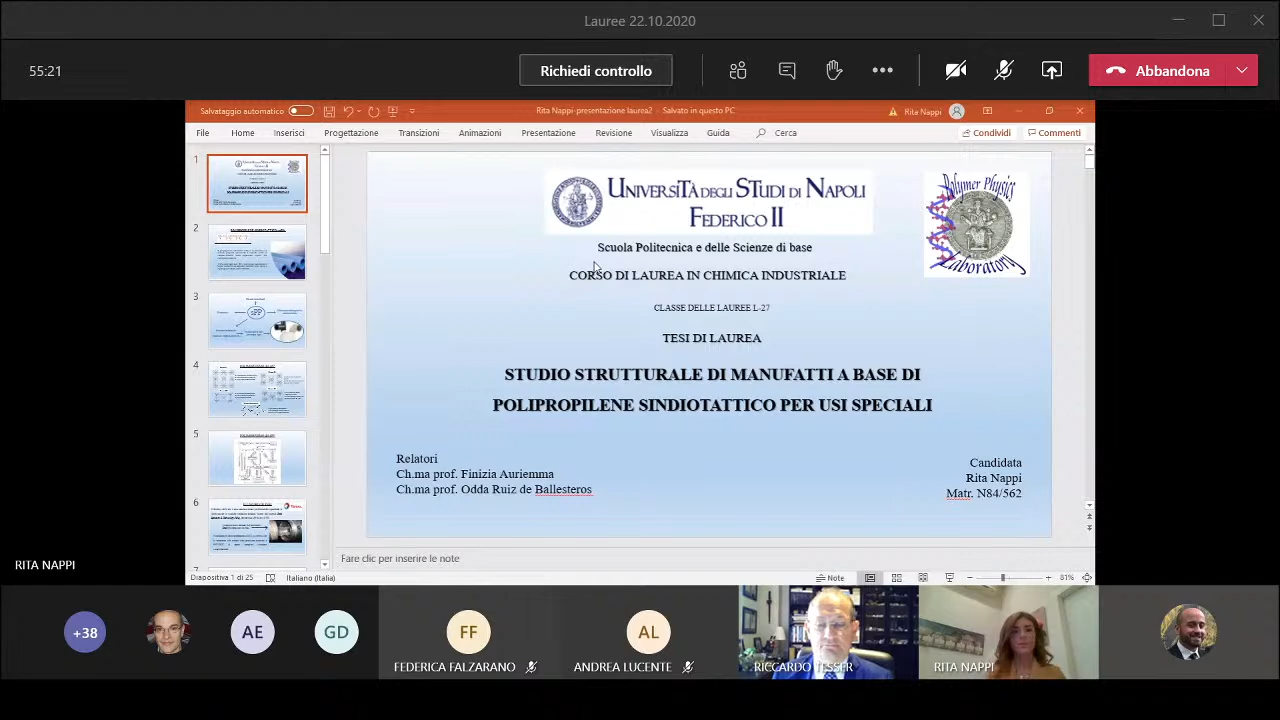 Lauree 22.10.2020
55:21
Richiedi controllo
Abbandona
Salvataggio automatico
Rita Nappi-presentazione laurea2 - Salvato in questo PC
Rita Nappi
File Home Inserisci Progettazione Transizioni Animazioni Presentazione Revisione Visualizza Guida Cerca
Condividi Commenti
1
2
3
4
5
6
UNIVERSITÀ DEGLI STUDI DI NAPOLI
FEDERICO II
Polymer Physics
Laboratory
Scuola Politecnica e delle Scienze di base
CORSO DI LAUREA IN CHIMICA INDUSTRIALE
CLASSE DELLE LAUREE L-27
TESI DI LAUREA
STUDIO STRUTTURALE DI MANUFATTI A BASE DI
POLIPROPILENE SINDIOTATTICO PER USI SPECIALI
Relatori
Ch.ma prof. Finizia Auriemma
Ch.ma prof. Odda Ruiz de Ballesteros
Candidata
Rita Nappi
Matr. N84/562
Fare clic per inserire le note
Diapositiva 1 di 25
Italiano (Italia)
Note
81%
RITA NAPPI
+38
AE
GD
FF
FEDERICA FALZARANO
AL
ANDREA LUCENTE
RICCARDO TESSER
RITA NAPPI